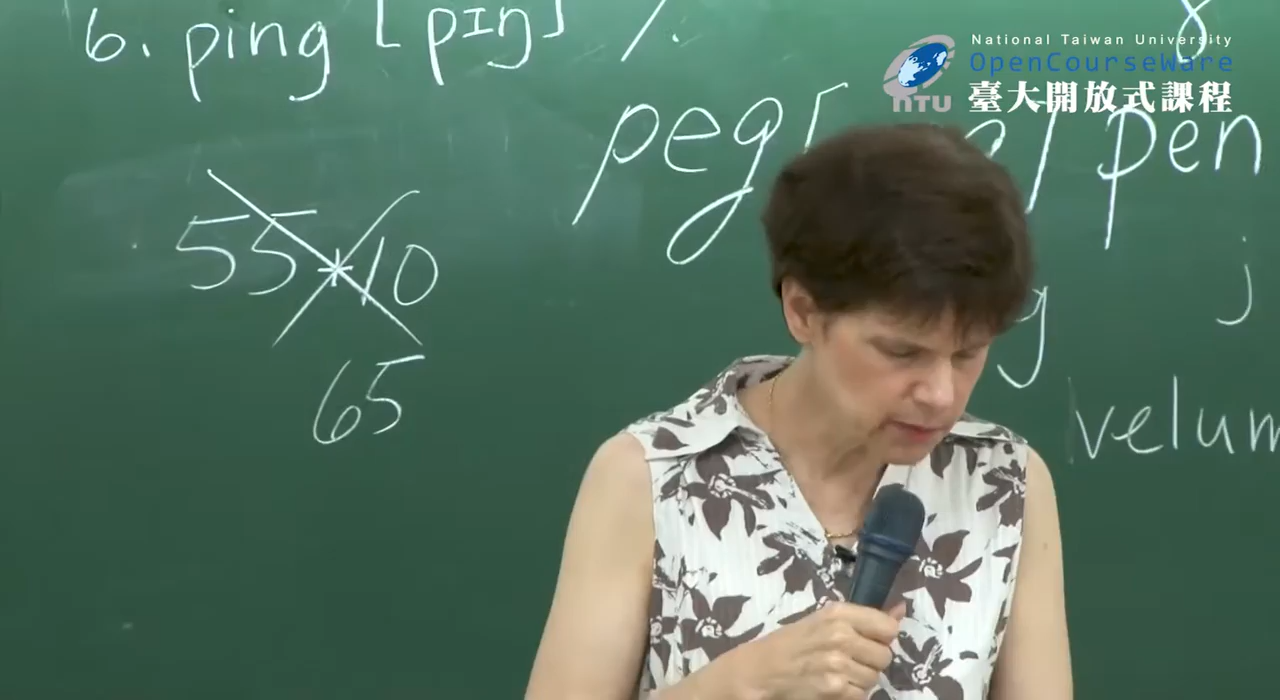 6. ping [pɪŋ]
National Taiwan University
OpenCourseWare
NTU 臺大開放式課程
peg [ pen
55 10
g j
65
velum